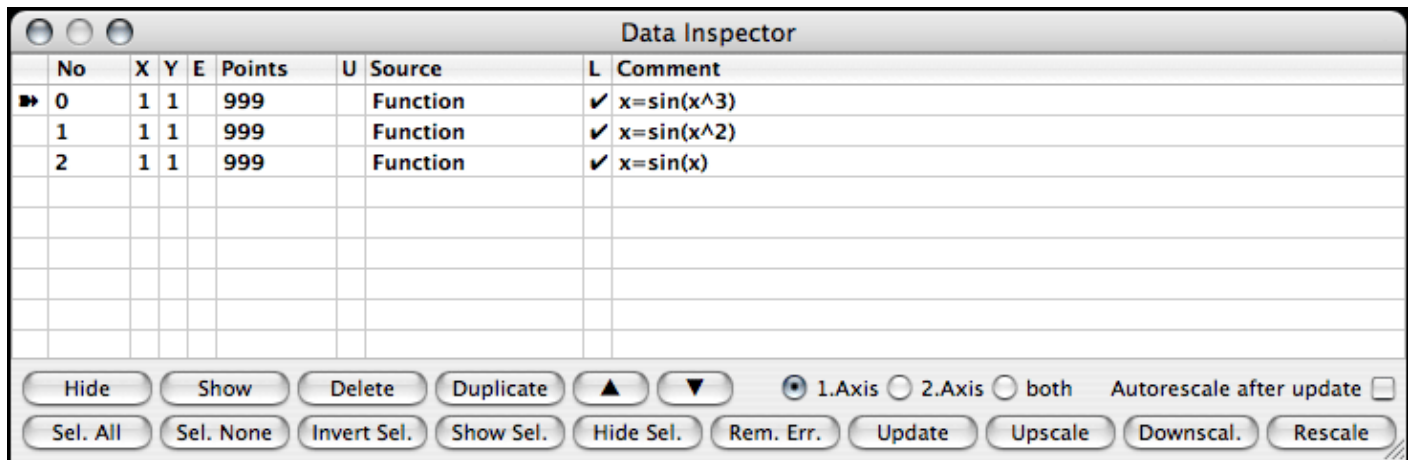 Data Inspector
No X Y E Points U Source L Comment
0 1 1 999 Function ✔ x=sin(x^3)
1 1 1 999 Function ✔ x=sin(x^2)
2 1 1 999 Function ✔ x=sin(x)
Hide Show Delete Duplicate ▲ ▼ 1.Axis 2.Axis both Autorescale after update
Sel. All Sel. None Invert Sel. Show Sel. Hide Sel. Rem. Err. Update Upscale Downscal. Rescale